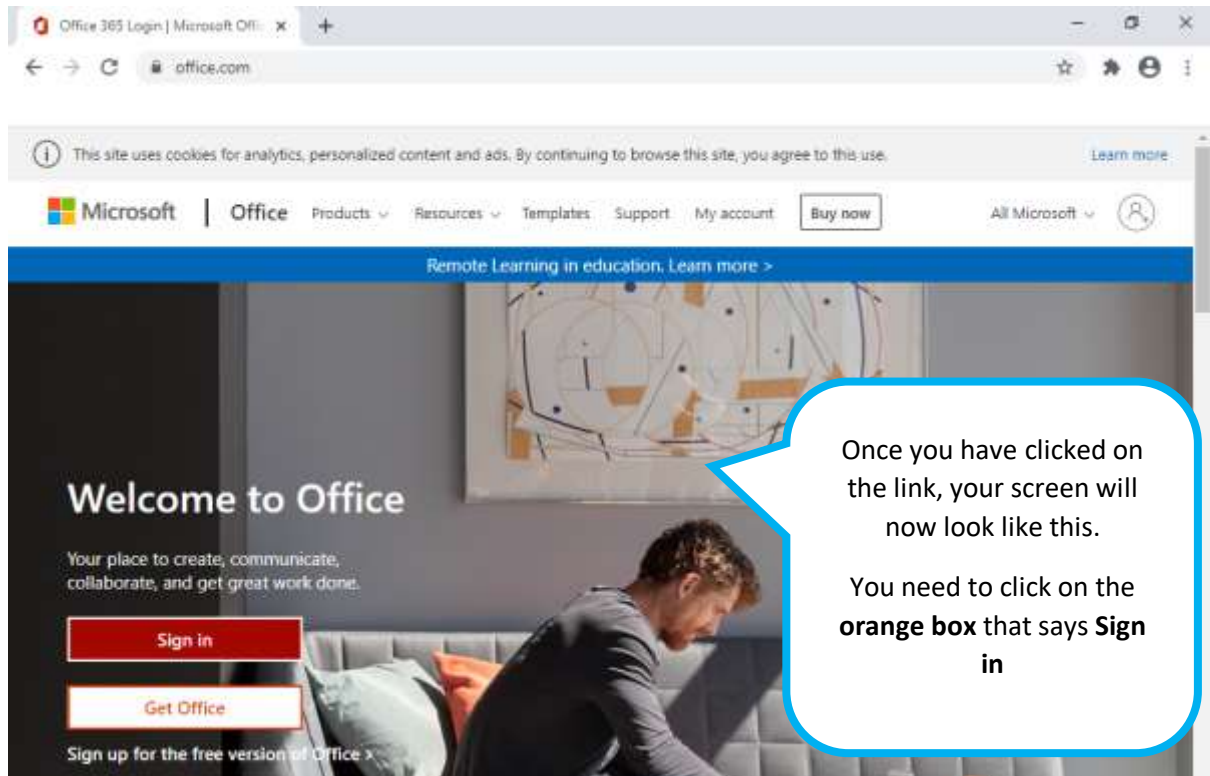 Office 365 Login | Microsoft Offi
office.com
This site uses cookies for analytics, personalized content and ads. By continuing to browse this site, you agree to this use.
Learn more
Microsoft | Office Products Resources Templates Support My account Buy now All Microsoft
Remote Learning in education. Learn more >
Welcome to Office
Your place to create, communicate,
collaborate, and get great work done.
Sign in
Get Office
Sign up for the free version of Office >
Once you have clicked on
the link, your screen will
now look like this.
You need to click on the
orange box that says Sign
in